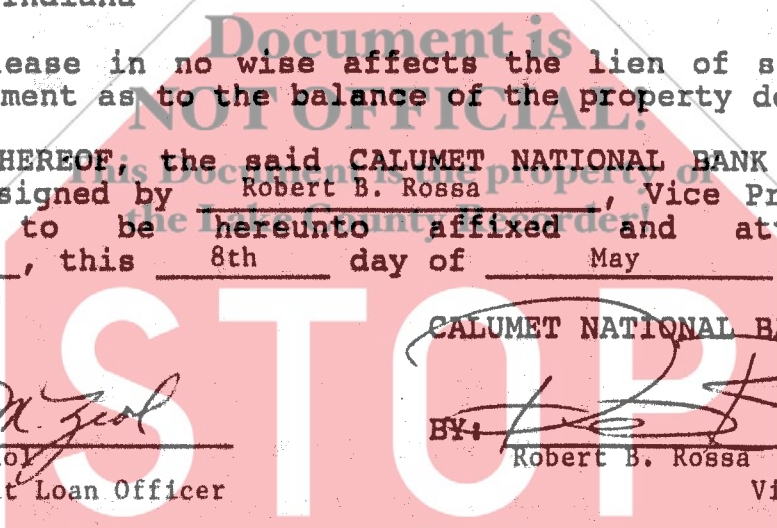 Indiana
Document is
lease in no wise affects the lien of s
ment as to the balance of the property de
NOT OFFICIAL!
HEREOF, the said CALUMET NATIONAL BANK
This Document is the property of
signed by Robert B. Rossa, Vice Pr
the Lake County Recorder!
to be hereunto affixed and at
, this 8th day of May
STOP
CALUMET NATIONAL BA
BY:
ol Robert B. Rossa
t Loan Officer Vi